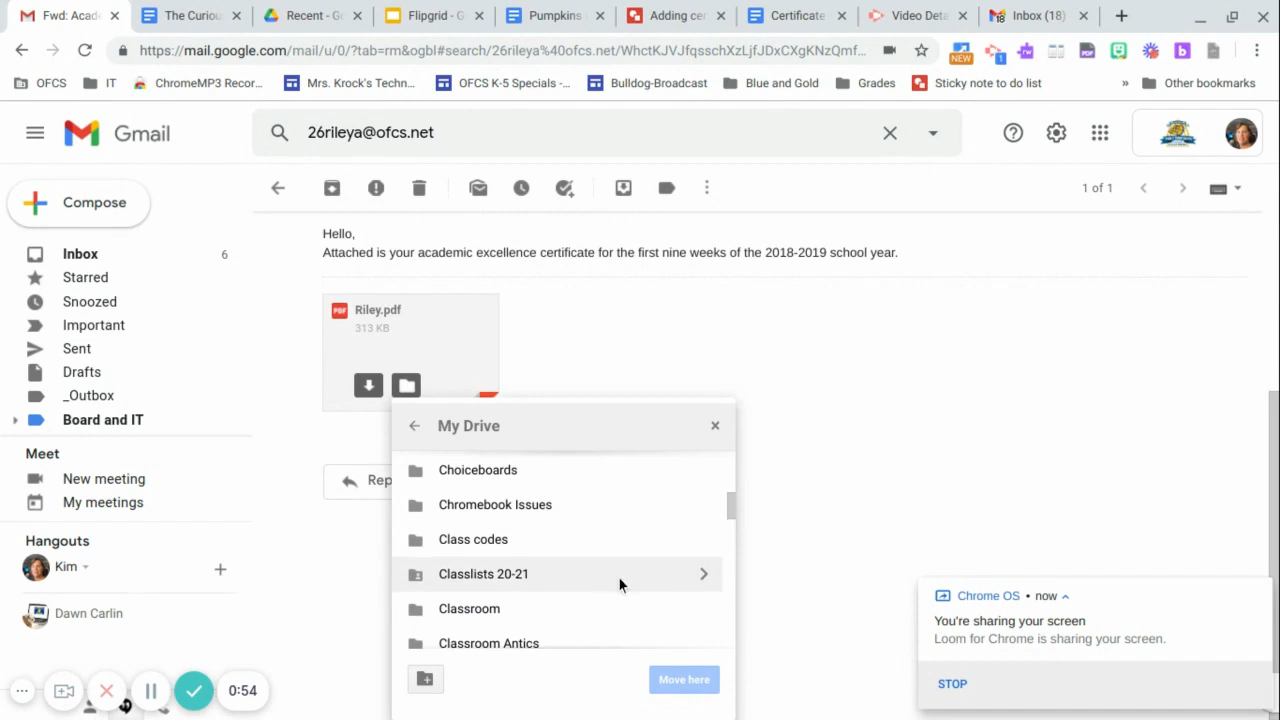 Fwd: Acad
The Curiou
Recent - Go
Flipgrid - G
Pumpkins
Adding cer
Certificate
Video Deta
Inbox (18)
https://mail.google.com/mail/u/0/?tab=rm&ogbl#search/26rileya%40ofcs.net/WhctKJVJfqsschXzLjfJDxCXgKNzQmf...
NEW
1
OFCS
IT
ChromeMP3 Recor...
Mrs. Krock's Techn...
OFCS K-5 Specials -...
Bulldog-Broadcast
Blue and Gold
Grades
Sticky note to do list
»
Other bookmarks
Gmail
26rileya@ofcs.net
Compose
1 of 1
Hello,
Attached is your academic excellence certificate for the first nine weeks of the 2018-2019 school year.
Inbox 6
Starred
Snoozed
Important
Sent
Drafts
_Outbox
Board and IT
PDF Riley.pdf
313 KB
Rep
Meet
New meeting
My meetings
Hangouts
Kim
Dawn Carlin
My Drive
Choiceboards
Chromebook Issues
Class codes
Classlists 20-21
Classroom
Classroom Antics
Move here
Chrome OS • now
You're sharing your screen
Loom for Chrome is sharing your screen.
STOP
0:54